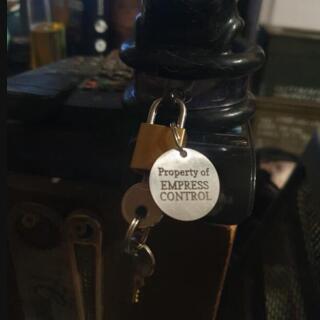 Property of
EMPRESS
CONTROL